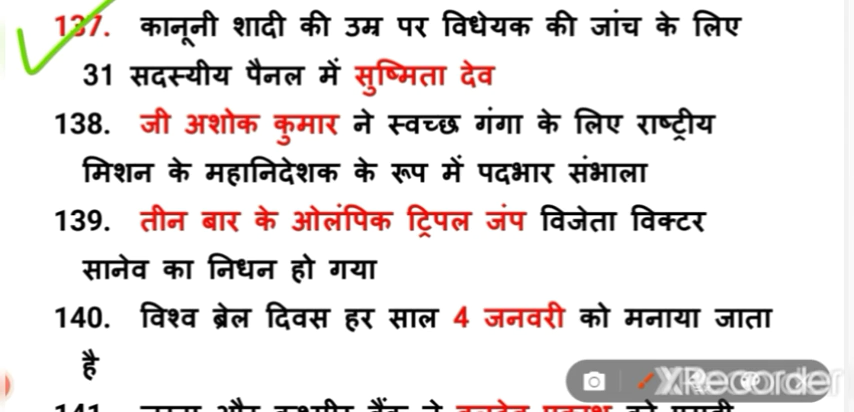 137. कानूनी शादी की उम्र पर विधेयक की जांच के लिए
31 सदस्यीय पैनल में सुष्मिता देव
138. जी अशोक कुमार ने स्वच्छ गंगा के लिए राष्ट्रीय
मिशन के महानिदेशक के रूप में पदभार संभाला
139. तीन बार के ओलंपिक ट्रिपल जंप विजेता विक्टर
सानेव का निधन हो गया
140. विश्व ब्रेल दिवस हर साल 4 जनवरी को मनाया जाता
है
XRecorder